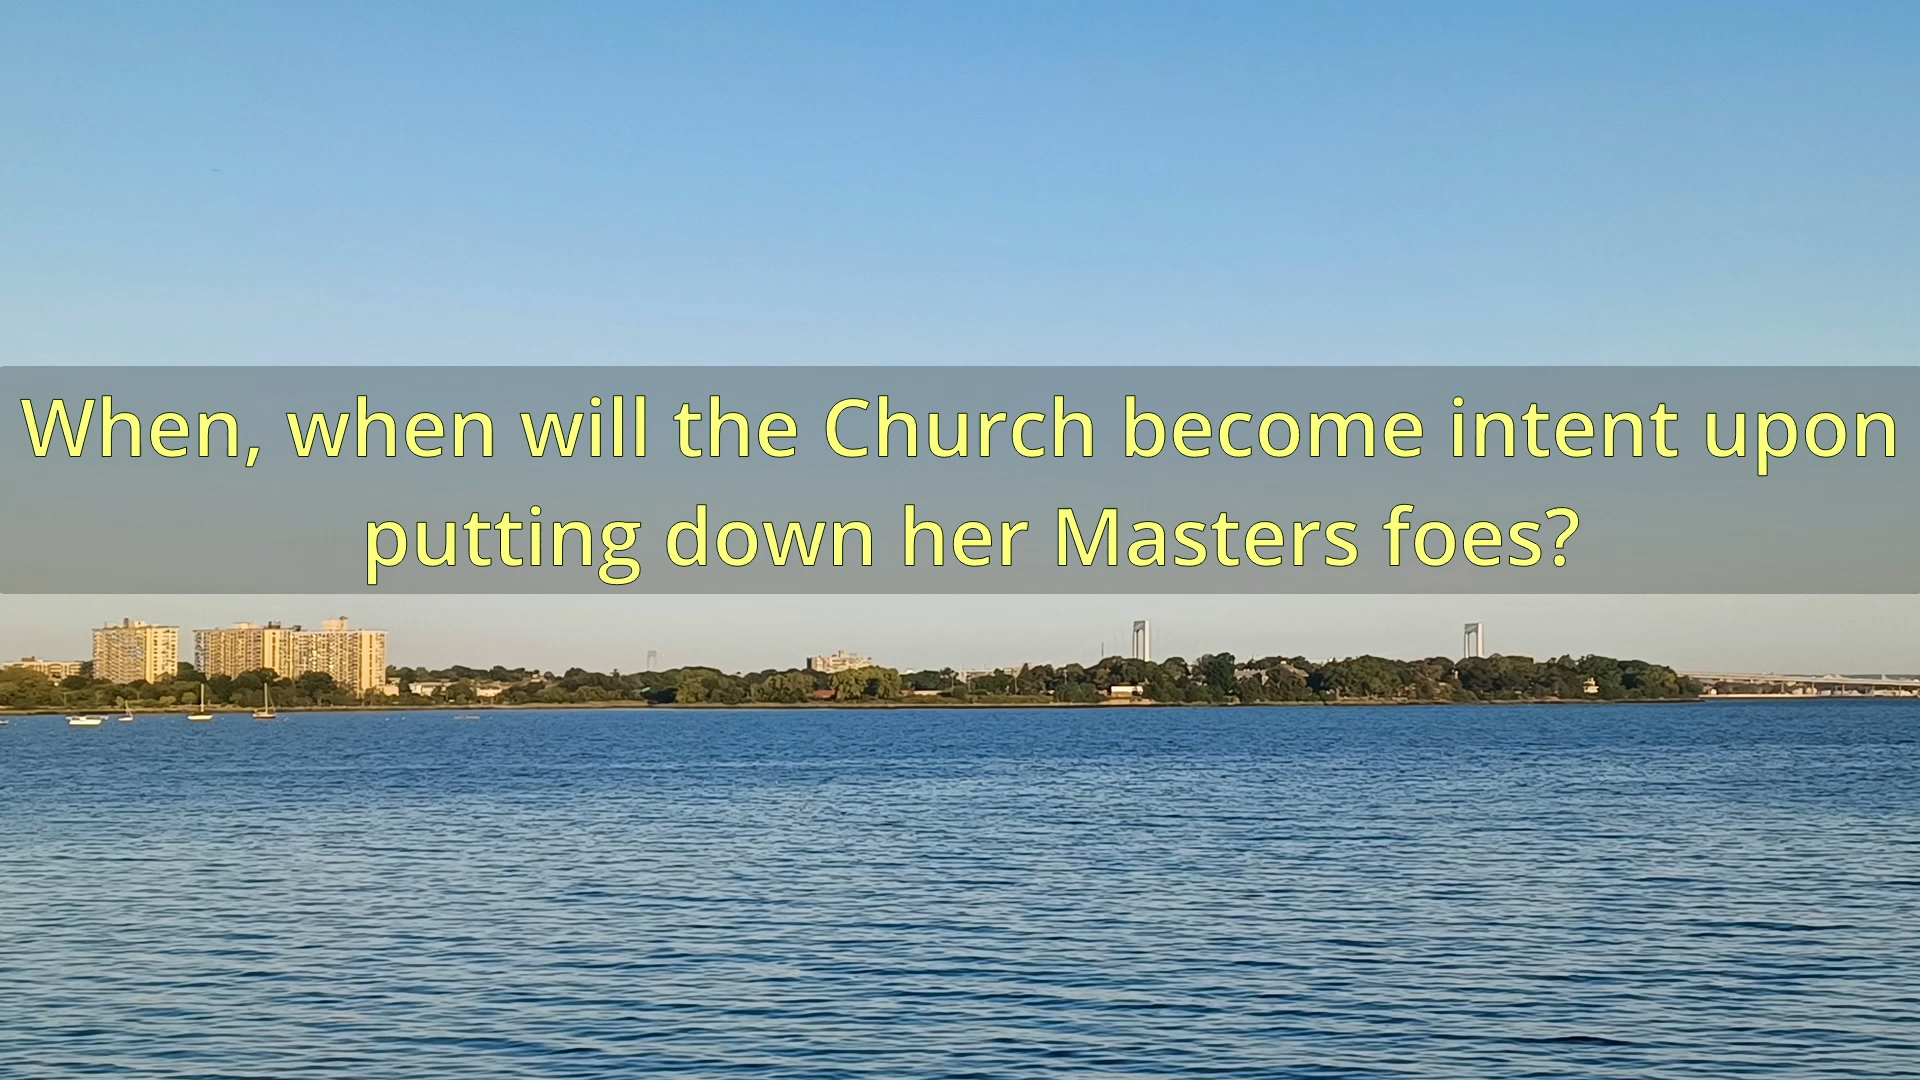 When, when will the Church become intent upon
putting down her Masters foes?